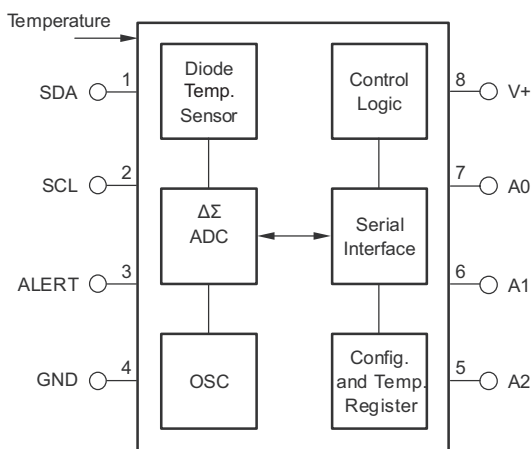 Temperature
SDA
1
SCL
2
ALERT
3
GND
4
Diode
Temp.
Sensor
ΔΣ
ADC
OSC
Control
Logic
Serial
Interface
Config.
and Temp.
Register
8
V+
7
A0
6
A1
5
A2